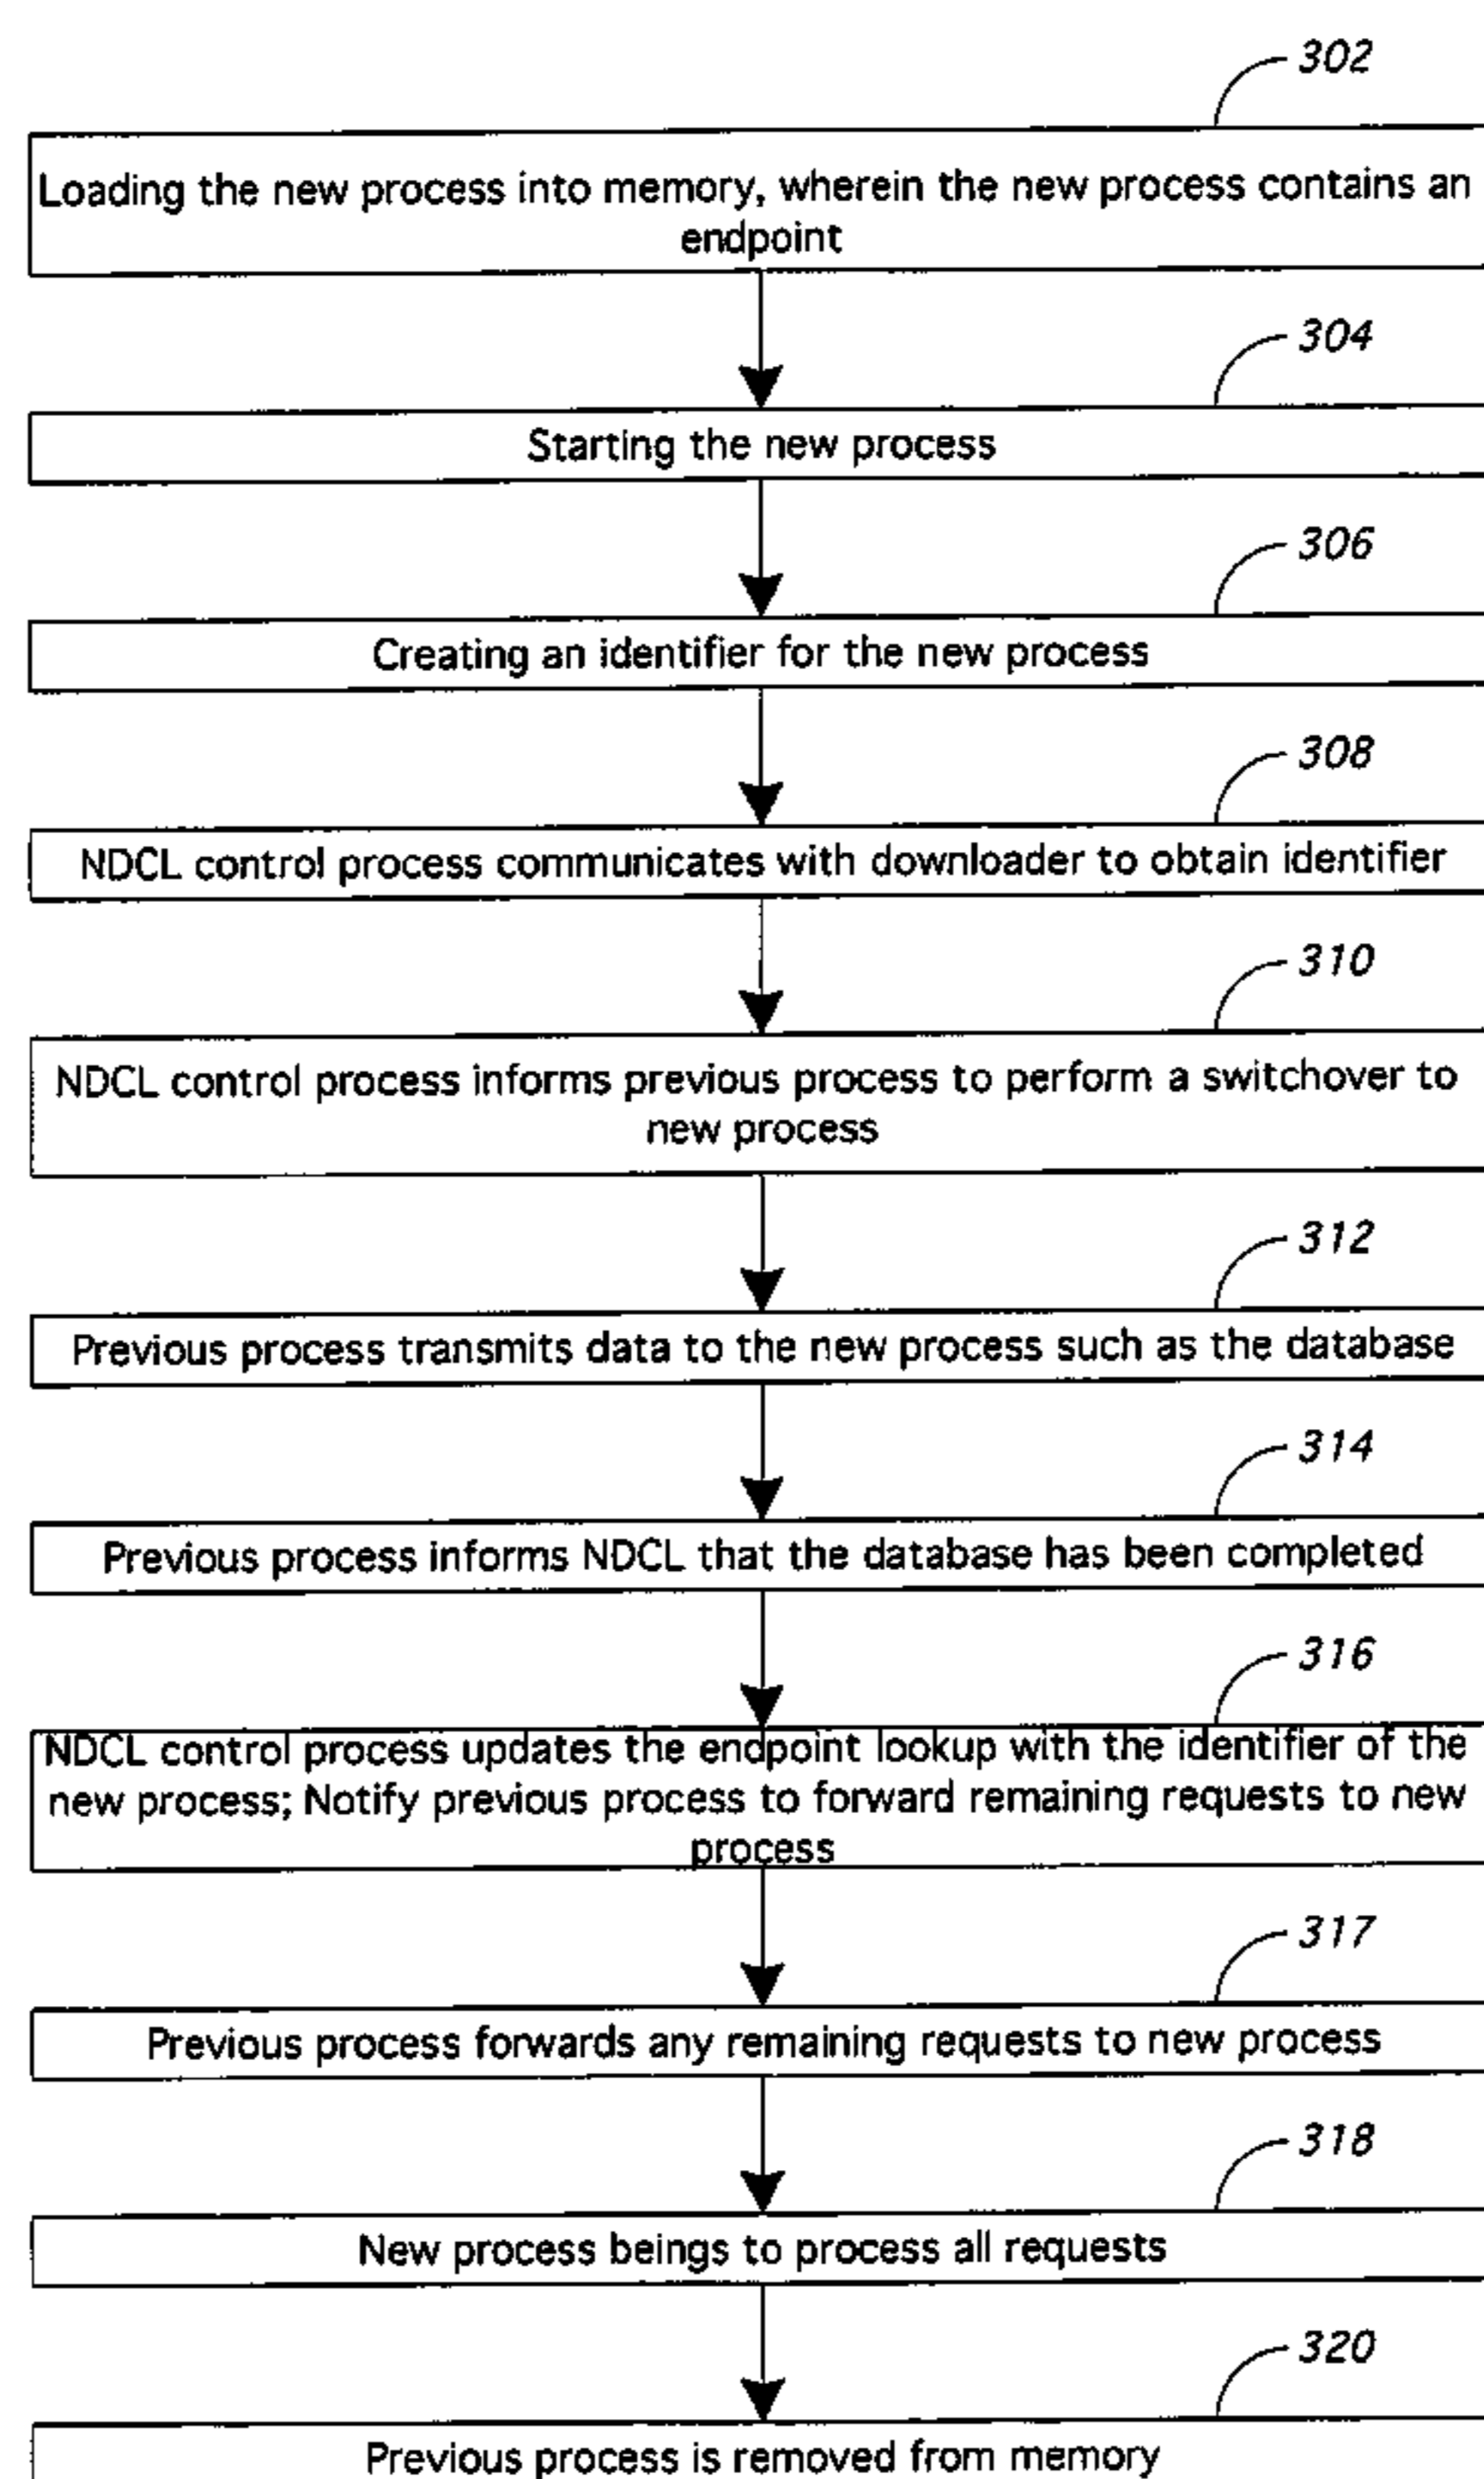 302
Loading the new process into memory, wherein the new process contains an
endpoint
304
Starting the new process
306
Creating an identifier for the new process
308
NDCL control process communicates with downloader to obtain identifier
310
NDCL control process informs previous process to perform a switchover to
new process
312
Previous process transmits data to the new process such as the database
314
Previous process informs NDCL that the database has been completed
316
NDCL control process updates the endpoint lookup with the identifier of the
new process; Notify previous process to forward remaining requests to new
process
317
Previous process forwards any remaining requests to new process
318
New process beings to process all requests
320
Previous process is removed from memory